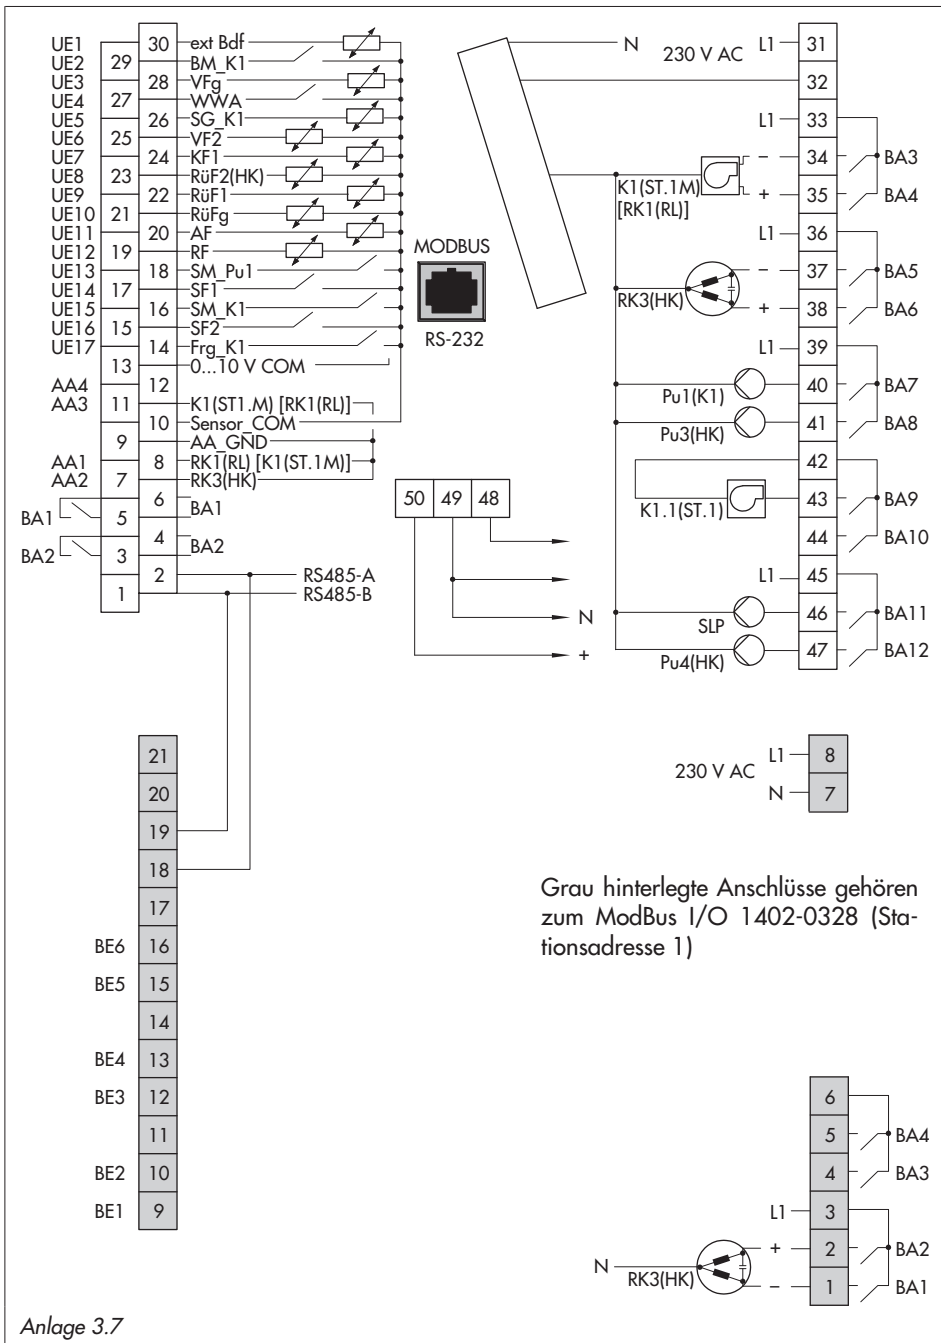 UE1 30 ext Bdf
UE2 29 BM_K1
UE3 28 VFg
UE4 27 WWA
UE5 26 SG_K1
UE6 25 VF2
UE7 24 KF1
UE8 23 RüF2(HK)
UE9 22 RüF1
UE10 21 RüFg
UE11 20 AF
UE12 19 RF
UE13 18 SM_Pu1
UE14 17 SF1
UE15 16 SM_K1
UE16 15 SF2
UE17 14 Frg_K1
13 0...10 V COM
AA4 12
AA3 11 K1(ST1.M) [RK1(RL)]
10 Sensor_COM
9 AA_GND
AA1 8 RK1(RL) [K1(ST.1M)]
AA2 7 RK3(HK)
6 BA1
BA1 5
4 BA2
BA2 3
2 RS485-A
1 RS485-B
MODBUS
RS-232
N 230 V AC L1 31
32
L1 33
− 34 BA3
K1(ST.1M)
[RK1(RL)]
+ 35 BA4
L1 36
− 37 BA5
RK3(HK)
+ 38 BA6
L1 39
Pu1(K1) 40 BA7
Pu3(HK) 41 BA8
42
K1.1(ST.1) 43 BA9
44 BA10
L1 45
SLP 46 BA11
Pu4(HK) 47 BA12
50 49 48
N
+
21
20
19
18
17
BE6 16
BE5 15
14
BE4 13
BE3 12
11
BE2 10
BE1 9
230 V AC
L1 8
N 7
Grau hinterlegte Anschlüsse gehören
zum ModBus I/O 1402-0328 (Sta-
tionsadresse 1)
6
5 BA4
4 BA3
L1 3
+ 2 BA2
N RK3(HK)
− 1 BA1
Anlage 3.7